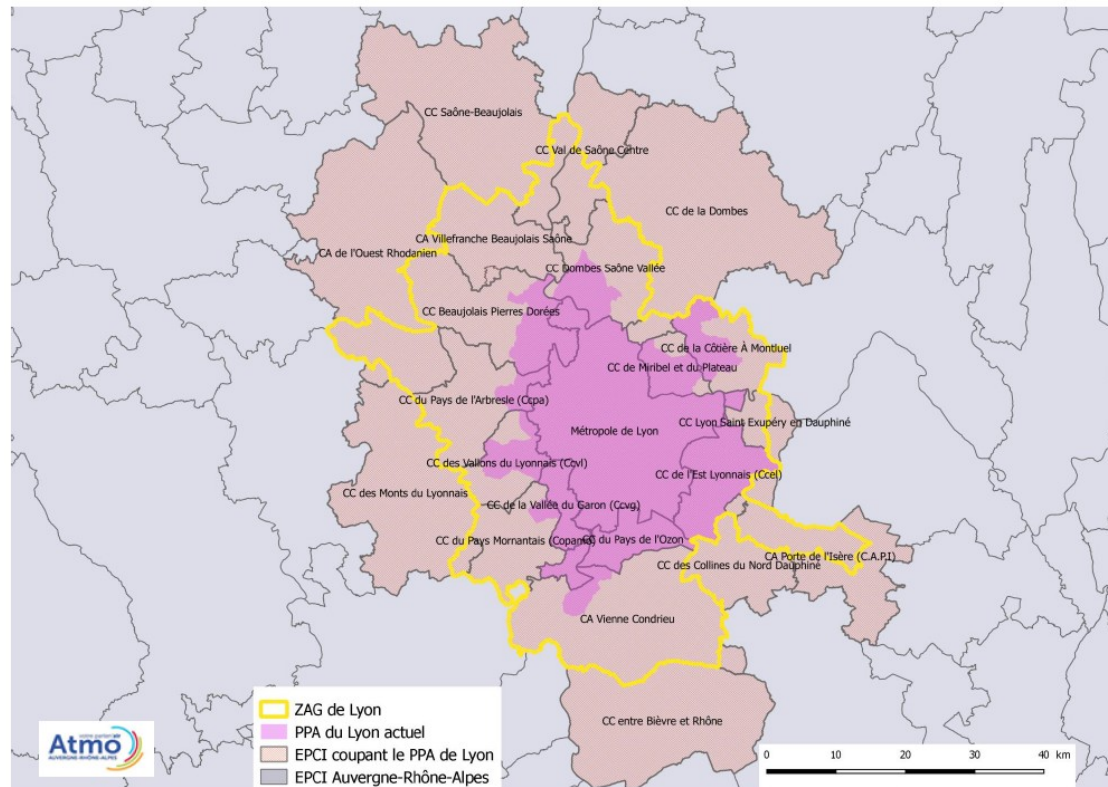 CC Saône-Beaujolais
CC Val de Saône Centre
CC de la Dombes
CA Villefranche Beaujolais Saône
CA de l'Ouest Rhodanien
CC Dombes Saône Vallée
CC Beaujolais Pierres Dorées
CC de la Côtière À Montluel
CC de Miribel et du Plateau
CC du Pays de l'Arbresle (Ccpa)
CC Lyon Saint Exupéry en Dauphiné
Métropole de Lyon
CC des Vallons du Lyonnais (Ccvl)
CC de l'Est Lyonnais (Ccel)
CC des Monts du Lyonnais
CC de la Vallée du Garon (Ccvg)
CC du Pays Mornantais (Copamo)
CC du Pays de l'Ozon
CA Porte de l'Isère (C.A.P.I)
CC des Collines du Nord Dauphiné
CA Vienne Condrieu
CC entre Bièvre et Rhône
ZAG de Lyon
PPA du Lyon actuel
EPCI coupant le PPA de Lyon
EPCI Auvergne-Rhône-Alpes
votre partenair
Atmo
AUVERGNE-RHÔNE-ALPES
0 10 20 30 40 km